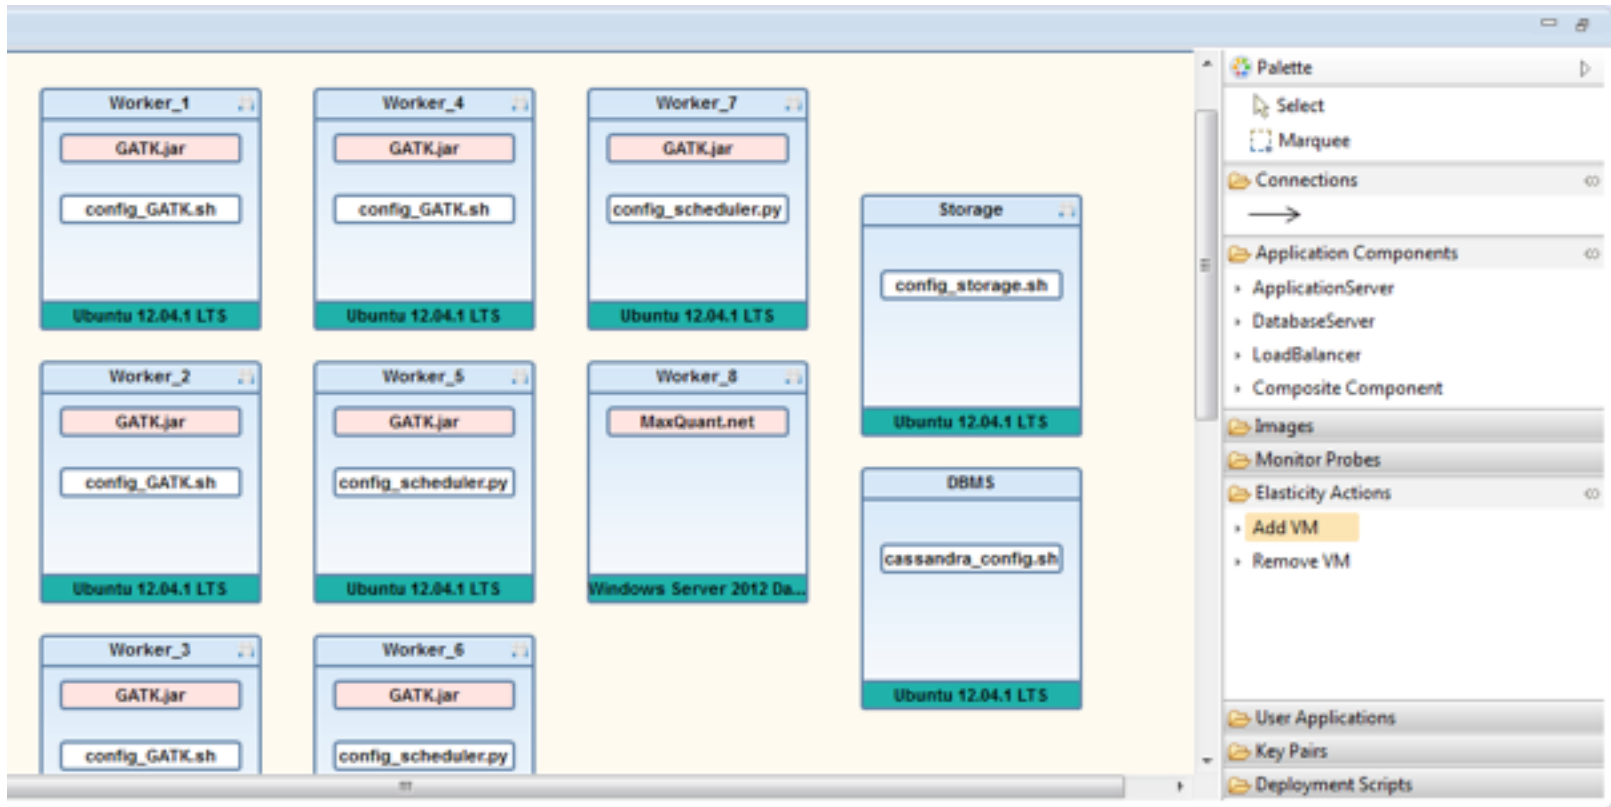 Worker_1
GATK.jar
config_GATK.sh
Ubuntu 12.04.1 LTS
Worker_4
GATK.jar
config_GATK.sh
Ubuntu 12.04.1 LTS
Worker_7
GATK.jar
config_scheduler.py
Ubuntu 12.04.1 LTS
Worker_2
GATK.jar
config_GATK.sh
Ubuntu 12.04.1 LTS
Worker_5
GATK.jar
config_scheduler.py
Ubuntu 12.04.1 LTS
Worker_8
MaxQuant.net
Windows Server 2012 Da...
Worker_3
GATK.jar
config_GATK.sh
Worker_6
GATK.jar
config_scheduler.py
Storage
config_storage.sh
Ubuntu 12.04.1 LTS
DBMS
cassandra_config.sh
Ubuntu 12.04.1 LTS
Palette
Select
Marquee
Connections
Application Components
ApplicationServer
DatabaseServer
LoadBalancer
Composite Component
Images
Monitor Probes
Elasticity Actions
Add VM
Remove VM
User Applications
Key Pairs
Deployment Scripts